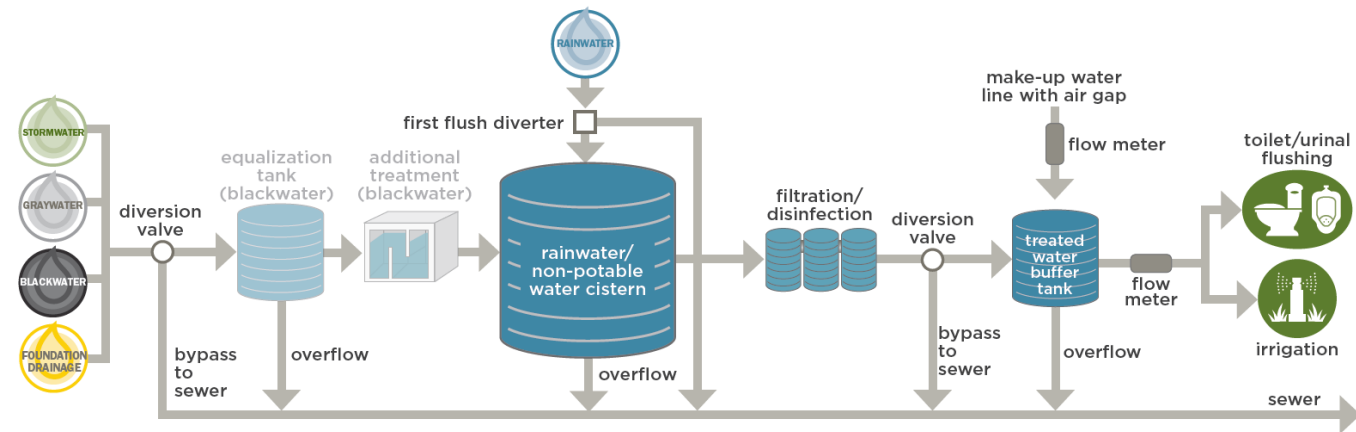 RAINWATER
make-up water
line with air gap
first flush diverter
flow meter
toilet/urinal
flushing
STORMWATER
equalization
tank
(blackwater)
additional
treatment
(blackwater)
GRAYWATER
diversion
valve
filtration/
disinfection
diversion
valve
rainwater/
non-potable
water cistern
treated
water
buffer
tank
BLACKWATER
flow
meter
FOUNDATION
DRAINAGE
bypass
to
sewer
overflow
overflow
bypass
to
sewer
overflow
irrigation
sewer